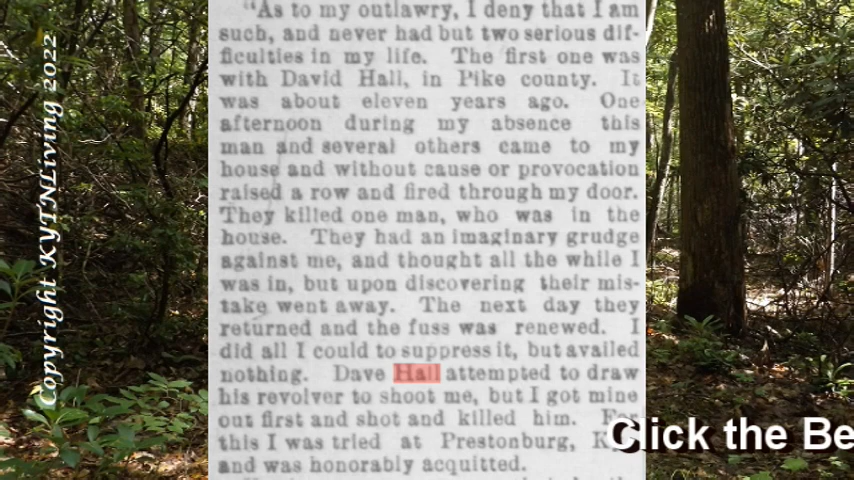 Copyright KYTNLiving 2022
"As to my outlawry, I deny that I am
such, and never had but two serious dif-
ficulties in my life. The first one was
with David Hall, in Pike county. It
was about eleven years ago. One
afternoon during my absence this
man and several others came to my
house and without cause or provocation
raised a row and fired through my door.
They killed one man, who was in the
house. They had an imaginary grudge
against me, and thought all the while I
was in, but upon discovering their mis-
take went away. The next day they
returned and the fuss was renewed. I
did all I could to suppress it, but availed
nothing. Dave Hall attempted to draw
his revolver to shoot me, but I got mine
out first and shot and killed him. For
this I was tried at Prestonburg,
and was honorably acquitted.
Click the Be